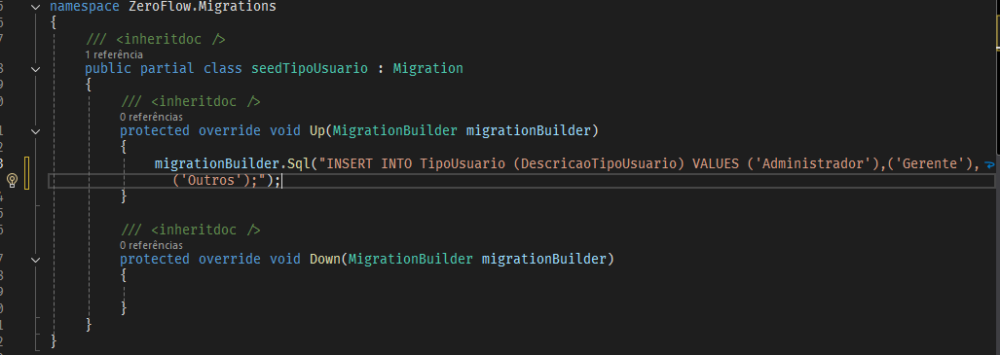 namespace ZeroFlow.Migrations
{
/// <inheritdoc />
1 referência
public partial class seedTipoUsuario : Migration
{
/// <inheritdoc />
0 referências
protected override void Up(MigrationBuilder migrationBuilder)
{
migrationBuilder.Sql("INSERT INTO TipoUsuario (DescricaoTipoUsuario) VALUES ('Administrador'),('Gerente'),
('Outros');");
}
/// <inheritdoc />
0 referências
protected override void Down(MigrationBuilder migrationBuilder)
{
}
}
}